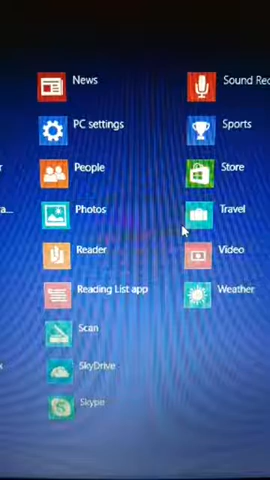 News
PC settings
People
Photos
Reader
Reading List app
Scan
SkyDrive
Skype
Sound Rec
Sports
Store
Travel
Video
Weather